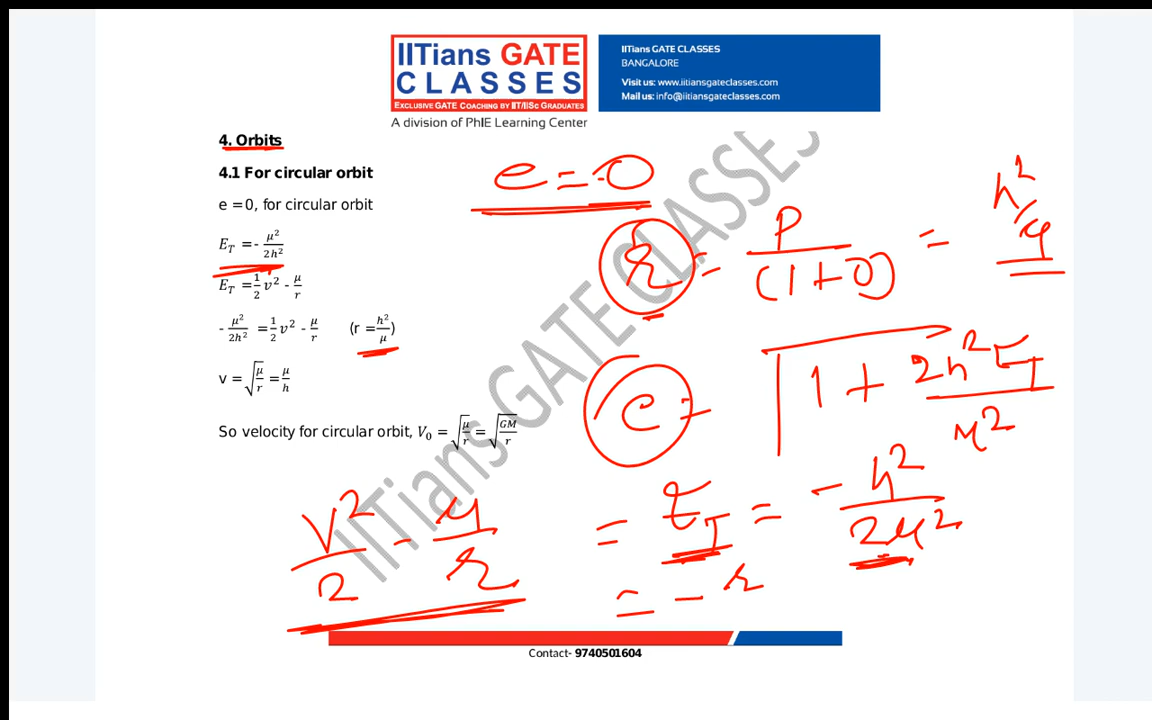 IITians GATE
CLASSES
EXCLUSIVE GATE COACHING BY IIT/IISc GRADUATES
A division of PhIE Learning Center
IITians GATE CLASSES
BANGALORE
Visit us: www.iitiansgateclasses.com
Mail us: info@iitiansgateclasses.com
4. Orbits
4.1 For circular orbit
e = 0, for circular orbit
E_T = - μ²/2h²
E_T = 1/2 v² - μ/r
- μ²/2h² = 1/2 v² - μ/r (r = h²/μ)
v = √(μ/r) = μ/h
So velocity for circular orbit, V₀ = √(μ/r) = √(GM/r)
e = 0
r = P/(1+0) = h²/μ
e = √(1 + 2h²E_T/μ²)
V²/2 - μ/r = E_T = - h²/2μ²
= - r
IITians GATE CLASSES
Contact- 9740501604